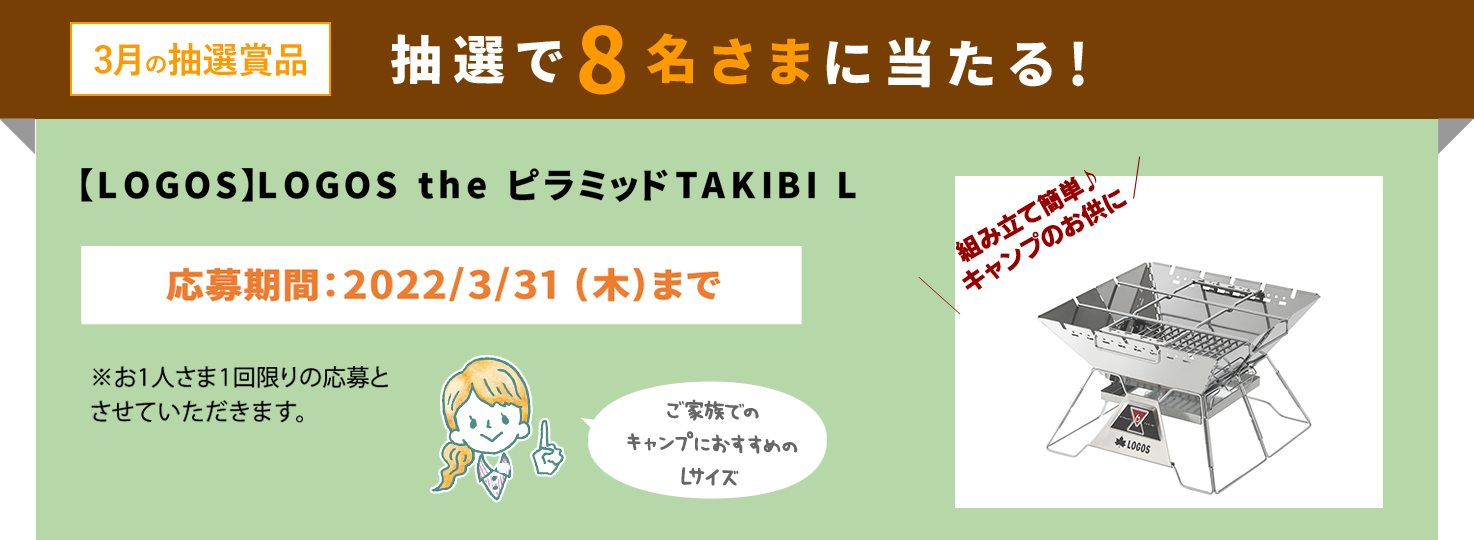 3月の抽選賞品
抽選で8名さまに当たる!
【LOGOS】LOGOS the ピラミッドTAKIBI L
応募期間：2022/3/31 (木)まで
※お1人さま1回限りの応募と
させていただきます。
ご家族での
キャンプにおすすめの
Lサイズ
組み立て簡単♪
キャンプのお供に
LOGOS